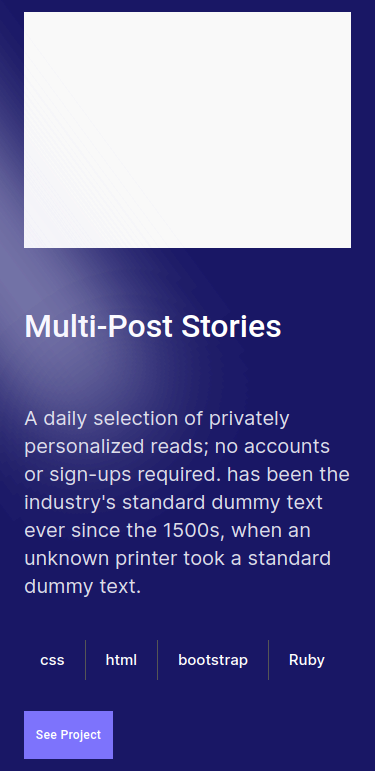 Multi-Post Stories
A daily selection of privately
personalized reads; no accounts
or sign-ups required. has been the
industry's standard dummy text
ever since the 1500s, when an
unknown printer took a standard
dummy text.
css html bootstrap Ruby
See Project